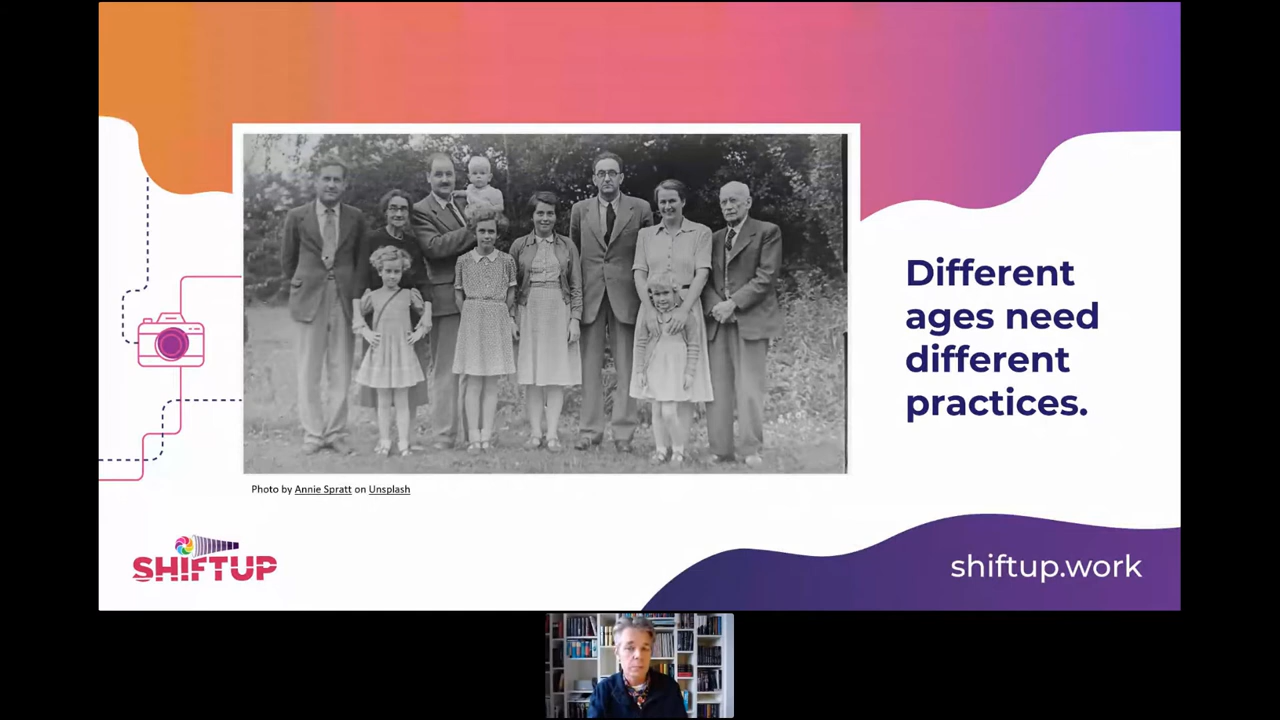 Different
ages need
different
practices.
Photo by Annie Spratt on Unsplash
SHIFTUP
shiftup.work